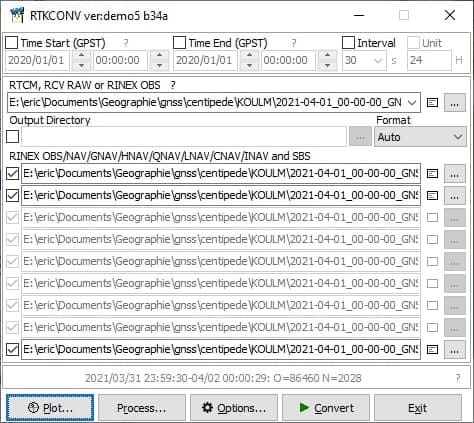 RTKCONV ver:demo5 b34a
Time Start (GPST) ? Time End (GPST) ? Interval Unit
2020/01/01 00:00:00 2020/01/01 00:00:00 30 s 24 H
RTCM, RCV RAW or RINEX OBS ?
E:\eric\Documents\Geographie\gnss\centipede\KOULM\2021-04-01_00-00-00_GN
...
Output Directory Format
... Auto
RINEX OBS/NAV/GNAV/HNAV/QNAV/LNAV/CNAV/INAV and SBS
E:\eric\Documents\Geographie\gnss\centipede\KOULM\2021-04-01_00-00-00_GNS ...
E:\eric\Documents\Geographie\gnss\centipede\KOULM\2021-04-01_00-00-00_GNS ...
E:\eric\Documents\Geographie\gnss\centipede\KOULM\2021-04-01_00-00-00_GNS ...
E:\eric\Documents\Geographie\gnss\centipede\KOULM\2021-04-01_00-00-00_GNS ...
E:\eric\Documents\Geographie\gnss\centipede\KOULM\2021-04-01_00-00-00_GNS ...
E:\eric\Documents\Geographie\gnss\centipede\KOULM\2021-04-01_00-00-00_GNS ...
E:\eric\Documents\Geographie\gnss\centipede\KOULM\2021-04-01_00-00-00_GNS ...
E:\eric\Documents\Geographie\gnss\centipede\KOULM\2021-04-01_00-00-00_GNS ...
E:\eric\Documents\Geographie\gnss\centipede\KOULM\2021-04-01_00-00-00_GNS ...
2021/03/31 23:59:30-04/02 00:00:29: O=86460 N=2028 ?
Plot... Process... Options... Convert Exit